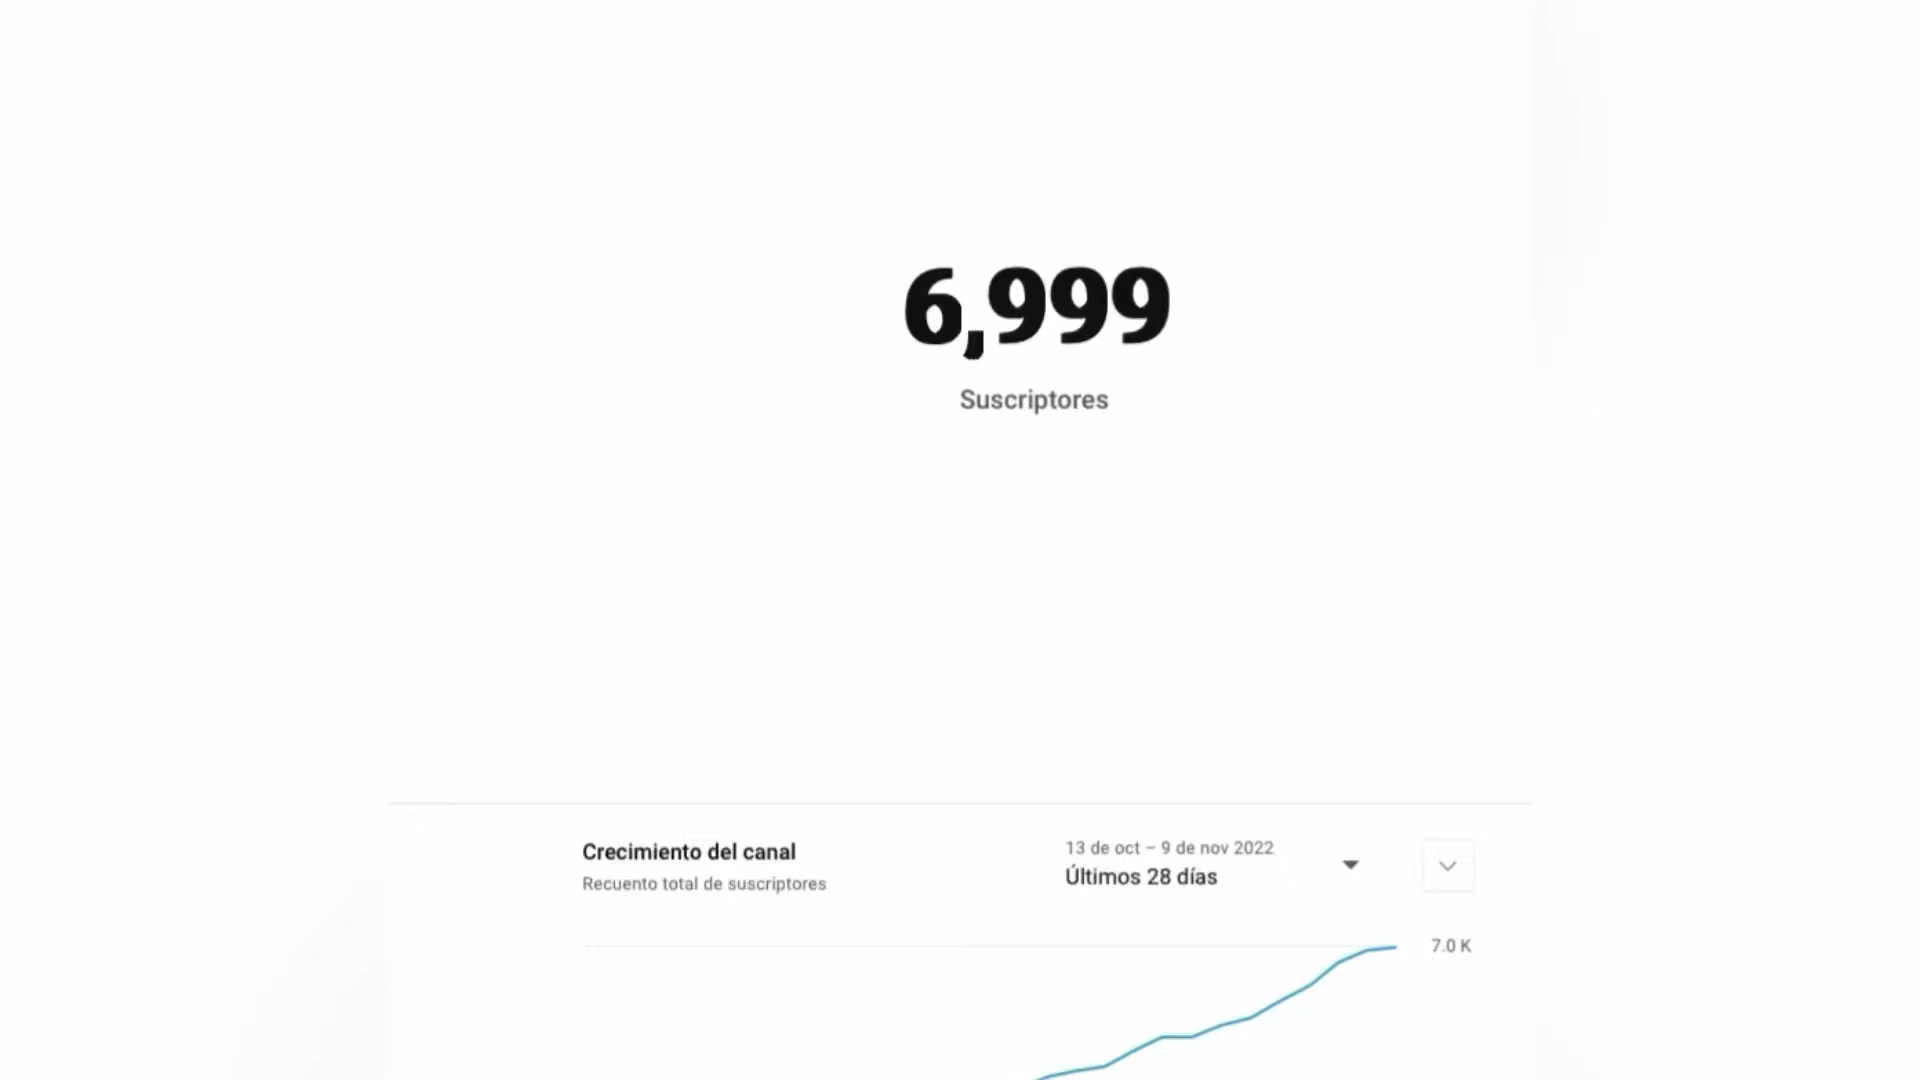 6,999
Suscriptores
Crecimiento del canal
Recuento total de suscriptores
13 de oct – 9 de nov 2022
Últimos 28 días
7.0 K